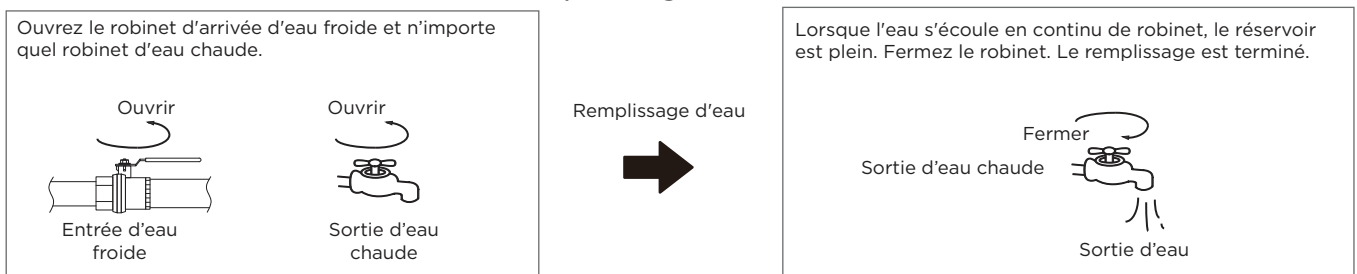 Ouvrez le robinet d'arrivée d'eau froide et n’importe
quel robinet d'eau chaude.
Ouvrir
Ouvrir
Entrée d’eau
froide
Sortie d’eau
chaude
Remplissage d'eau
Lorsque l'eau s'écoule en continu de robinet, le réservoir
est plein. Fermez le robinet. Le remplissage est terminé.
Fermer
Sortie d’eau chaude
Sortie d’eau